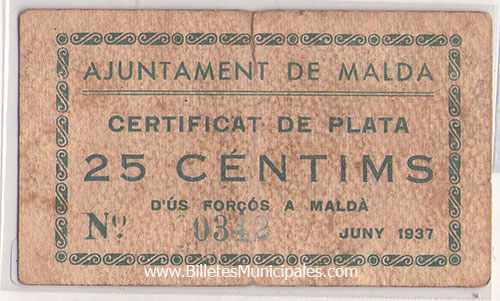 AJUNTAMENT DE MALDA
CERTIFICAT DE PLATA
25 CÉNTIMS
D'ÚS FORÇÓS A MALDÀ
Nº 0342 JUNY 1937
www.BilletesMunicipales.com